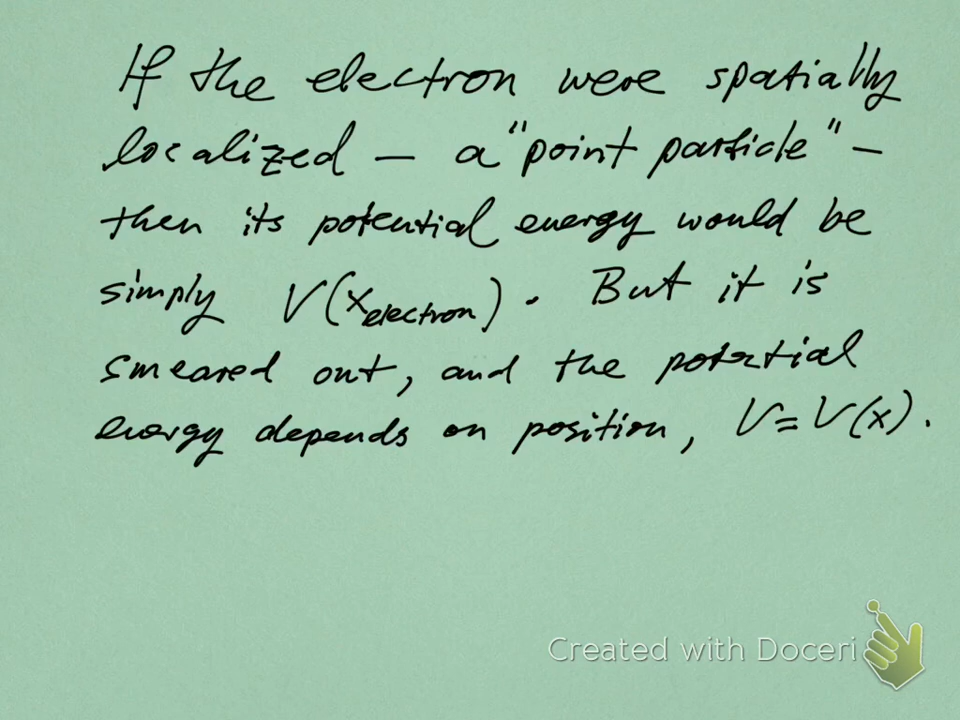 If the electron were spatially
localized — a "point particle" —
then its potential energy would be
simply V(x_electron). But it is
smeared out, and the potential
energy depends on position, V=V(x).
Created with Doceri